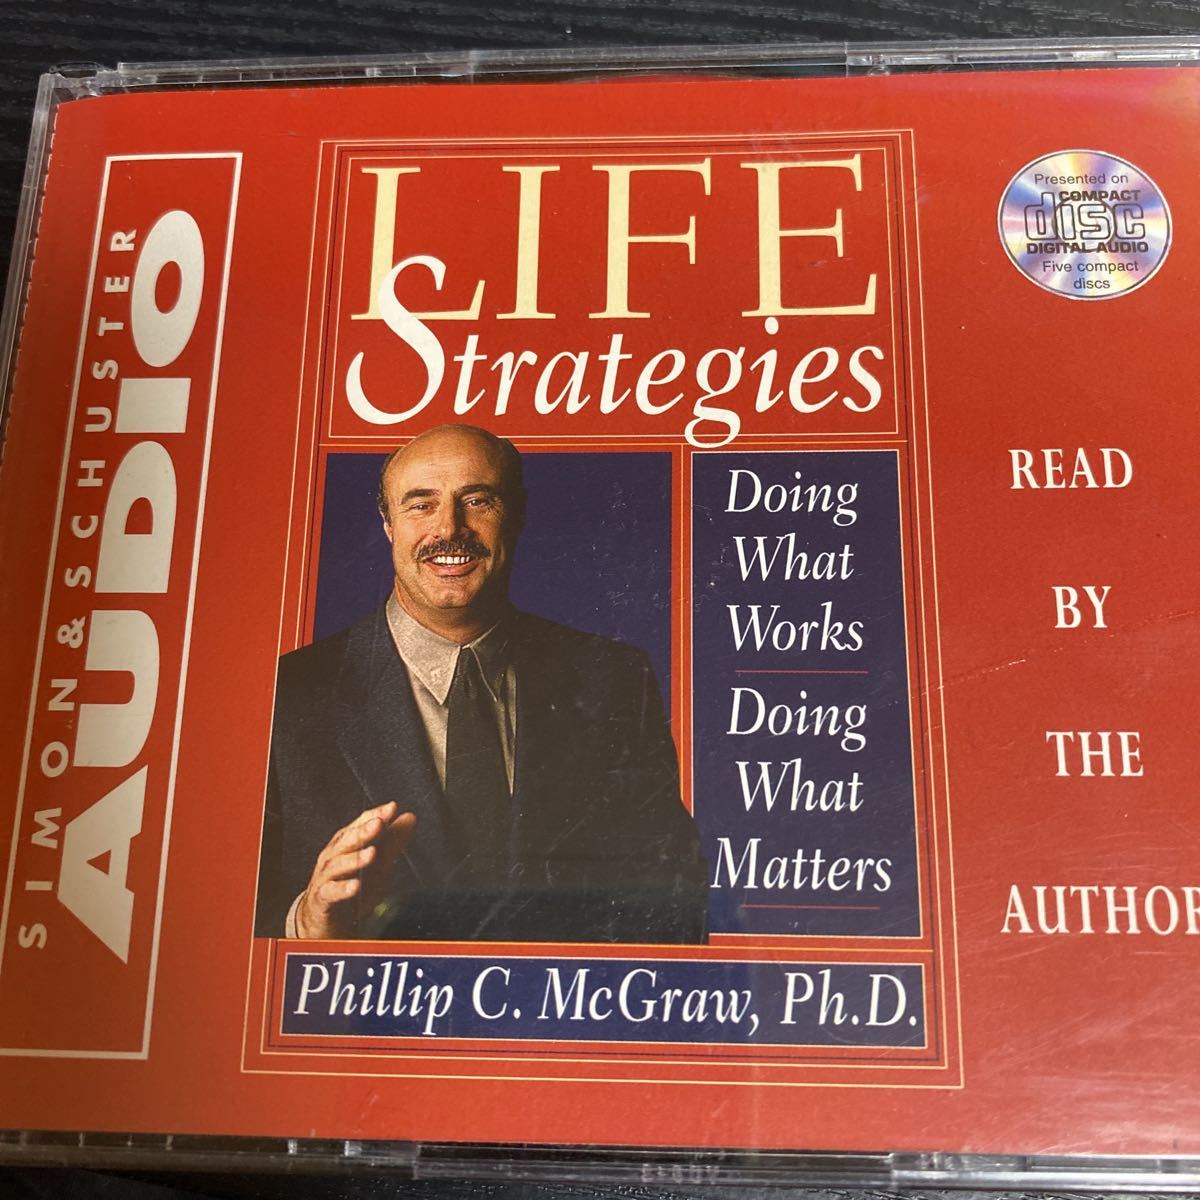 SIMON & SCHUSTER
AUDIO
LIFE
Strategies
Doing
What
Works
Doing
What
Matters
Phillip C. McGraw, Ph.D.
Presented on
COMPACT
disc
DIGITAL AUDIO
Five compact
discs
READ
BY
THE
AUTHOR